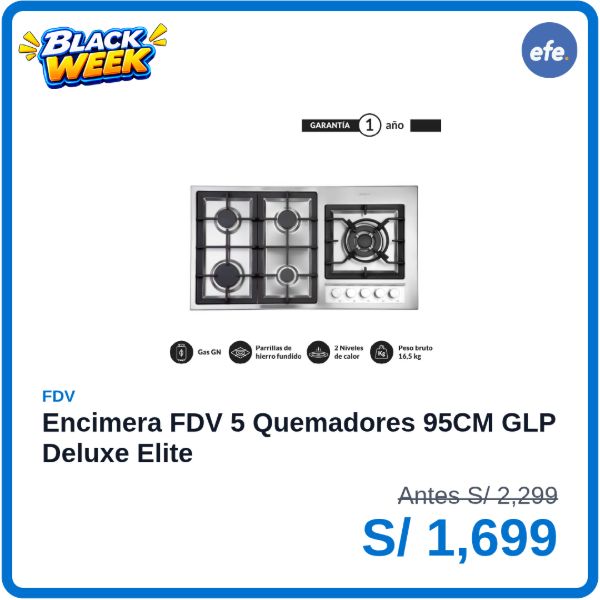 BLACK
WEEK
efe.
GARANTÍA 1 año
Gas GN
Parrillas de
hierro fundido
2 Niveles
de calor
Kg
Peso bruto
16,5 kg
FDV
Encimera FDV 5 Quemadores 95CM GLP
Deluxe Elite
Antes S/ 2,299
S/ 1,699